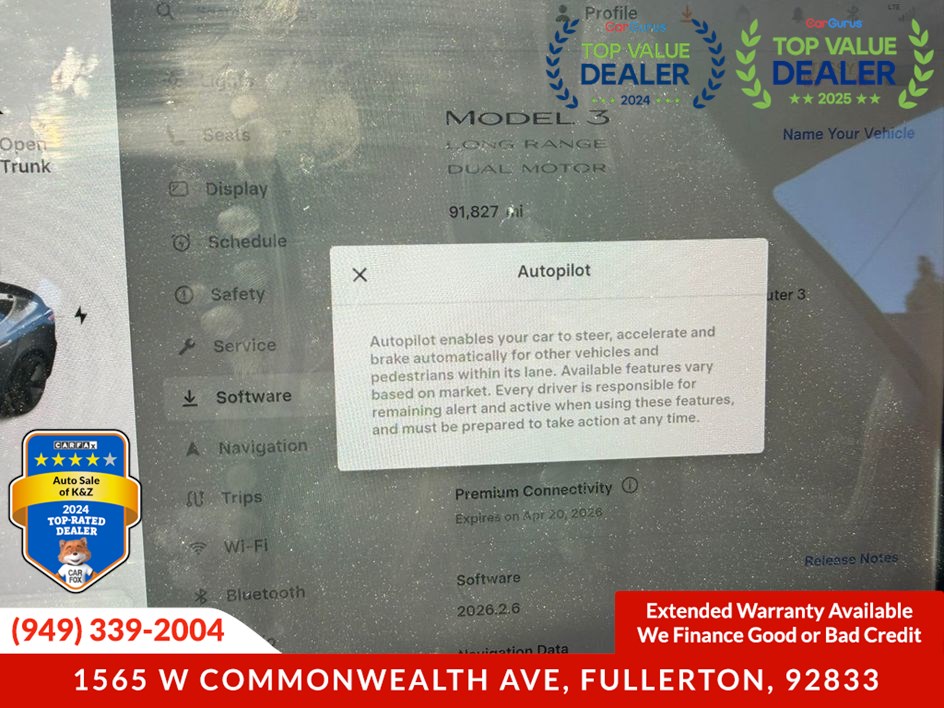 Profile
LTE
CarGurus
TOP VALUE
DEALER
2024
CarGurus
TOP VALUE
DEALER
2025
Lights
Seats
Open
Trunk
Display
Schedule
Safety
Service
Software
Navigation
Trips
Wi-Fi
Bluetooth
MODEL 3
LONG RANGE
DUAL MOTOR
Name Your Vehicle
91,827 mi
uter 3
Autopilot
Autopilot enables your car to steer, accelerate and
brake automatically for other vehicles and
pedestrians within its lane. Available features vary
based on market. Every driver is responsible for
remaining alert and active when using these features,
and must be prepared to take action at any time.
Premium Connectivity
Expires on Apr 20, 2026
Release Notes
Software
2026.2.6
Navigation Data
CARFAX
Auto Sale
of K&Z
2024
TOP-RATED
DEALER
CAR
FOX
(949) 339-2004
Extended Warranty Available
We Finance Good or Bad Credit
1565 W COMMONWEALTH AVE, FULLERTON, 92833